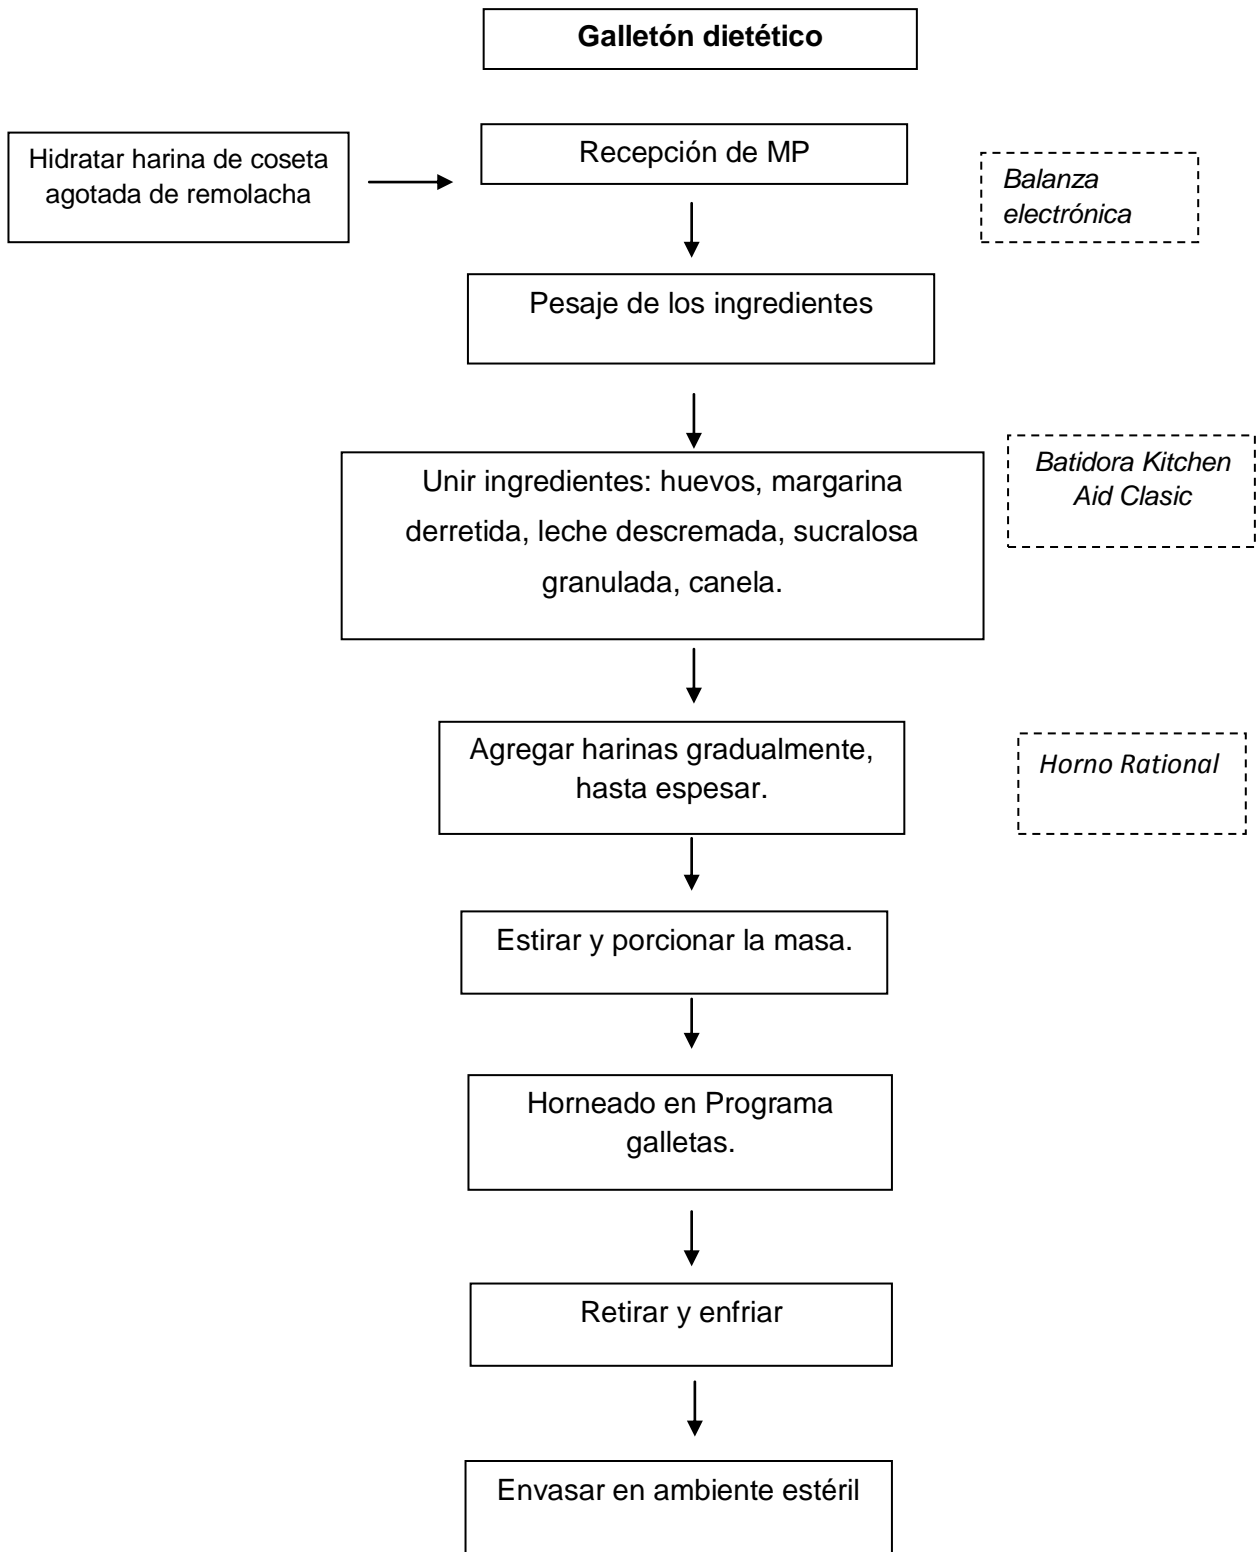 Galletón dietético
Hidratar harina de coseta
agotada de remolacha
Recepción de MP
Balanza
electrónica
Pesaje de los ingredientes
Unir ingredientes: huevos, margarina
derretida, leche descremada, sucralosa
granulada, canela.
Batidora Kitchen
Aid Clasic
Agregar harinas gradualmente,
hasta espesar.
Horno Rational
Estirar y porcionar la masa.
Horneado en Programa
galletas.
Retirar y enfriar
Envasar en ambiente estéril